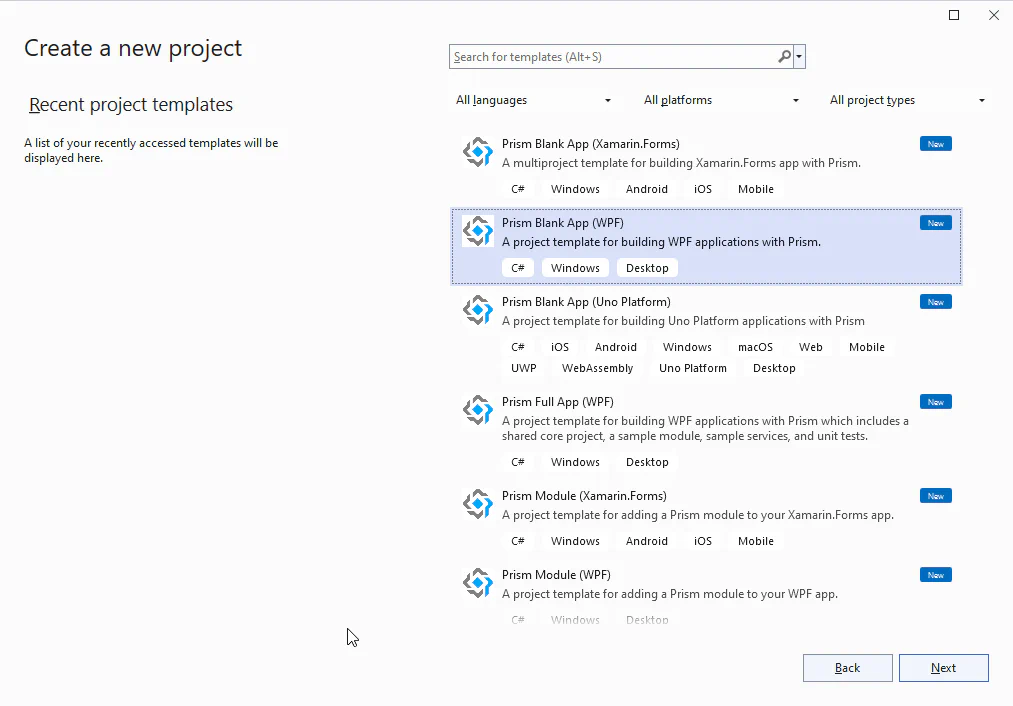 Create a new project
Recent project templates
A list of your recently accessed templates will be
displayed here.
Search for templates (Alt+S)
All languages All platforms All project types
Prism Blank App (Xamarin.Forms) New
A multiproject template for building Xamarin.Forms app with Prism.
C# Windows Android iOS Mobile
Prism Blank App (WPF) New
A project template for building WPF applications with Prism.
C# Windows Desktop
Prism Blank App (Uno Platform) New
A project template for building Uno Platform applications with Prism
C# iOS Android Windows macOS Web Mobile
UWP WebAssembly Uno Platform Desktop
Prism Full App (WPF) New
A project template for building WPF applications with Prism which includes a
shared core project, a sample module, sample services, and unit tests.
C# Windows Desktop
Prism Module (Xamarin.Forms) New
A project template for adding a Prism module to your Xamarin.Forms app.
C# Windows Android iOS Mobile
Prism Module (WPF) New
A project template for adding a Prism module to your WPF app.
C# Windows Desktop
Back Next